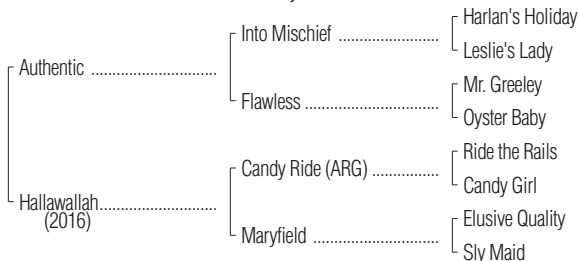 Harlan's Holiday
Into Mischief ........................
Leslie's Lady
Authentic ..............................
Mr. Greeley
Flawless ................................
Oyster Baby
Ride the Rails
Candy Ride (ARG) ................
Candy Girl
Hallawallah............................
(2016)
Elusive Quality
Maryfield ..............................
Sly Maid